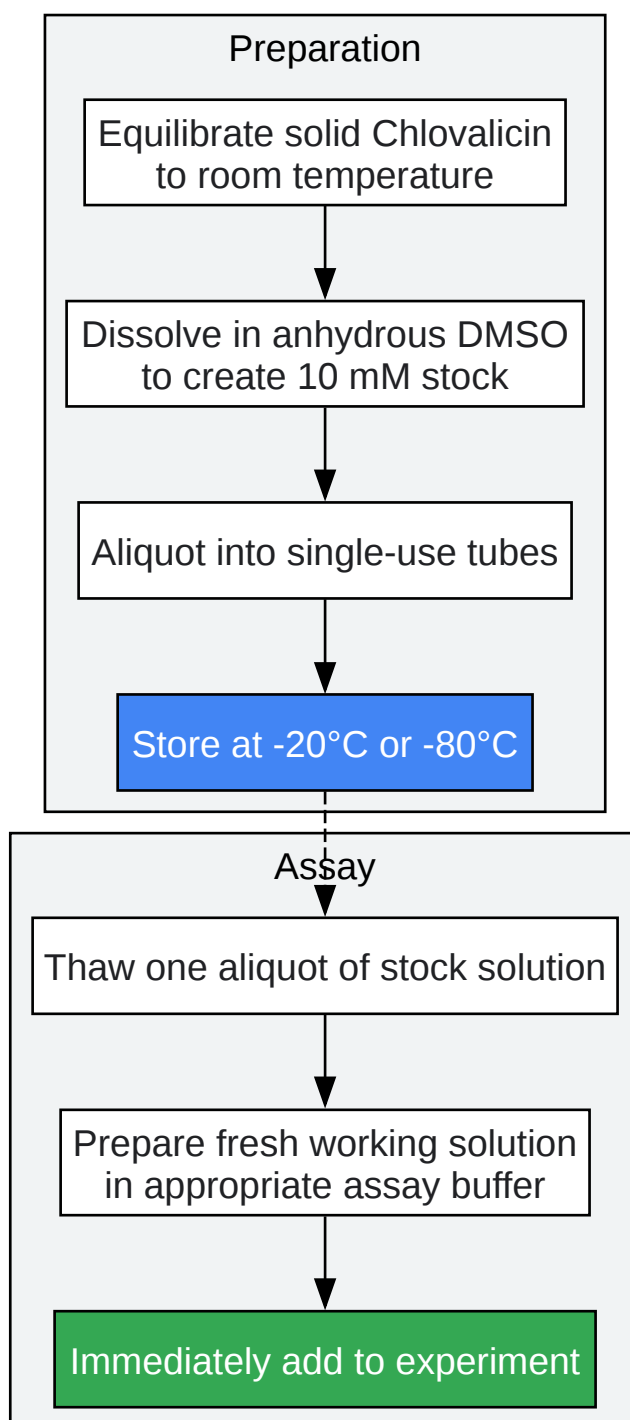 Preparation
Equilibrate solid Chlovalicin
to room temperature
Dissolve in anhydrous DMSO
to create 10 mM stock
Aliquot into single-use tubes
Store at -20°C or -80°C
Assay
Thaw one aliquot of stock solution
Prepare fresh working solution
in appropriate assay buffer
Immediately add to experiment